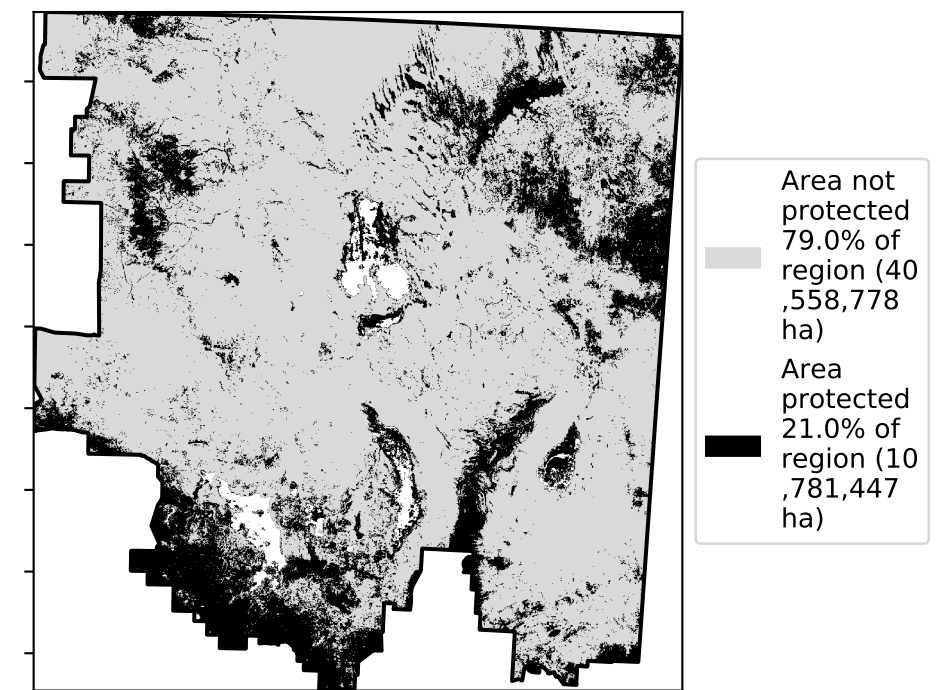 Area not
protected
79.0% of
region (40
,558,778
ha)
Area
protected
21.0% of
region (10
,781,447
ha)